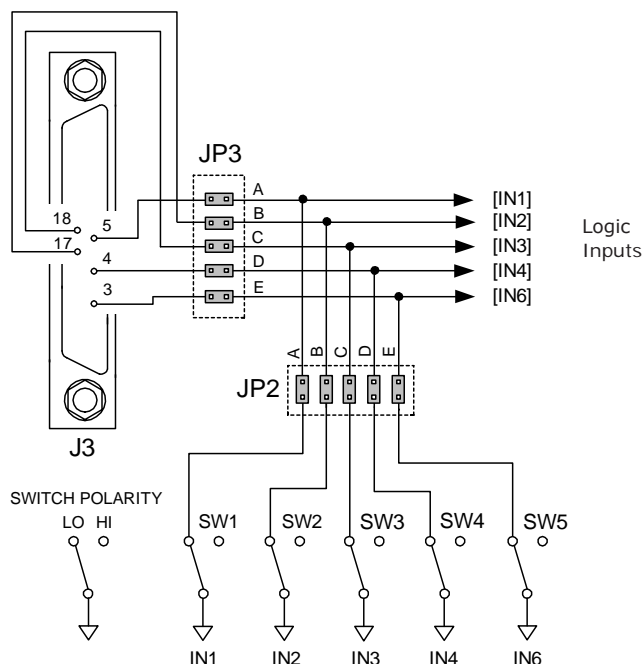 JP3
A
[IN1]
18
5
B
[IN2]
17
C
[IN3]
Logic
Inputs
4
D
[IN4]
3
E
[IN6]
A
B
C
D
E
JP2
J3
SWITCH POLARITY
LO HI
SW1
SW2
SW3
SW4
SW5
IN1
IN2
IN3
IN4
IN6